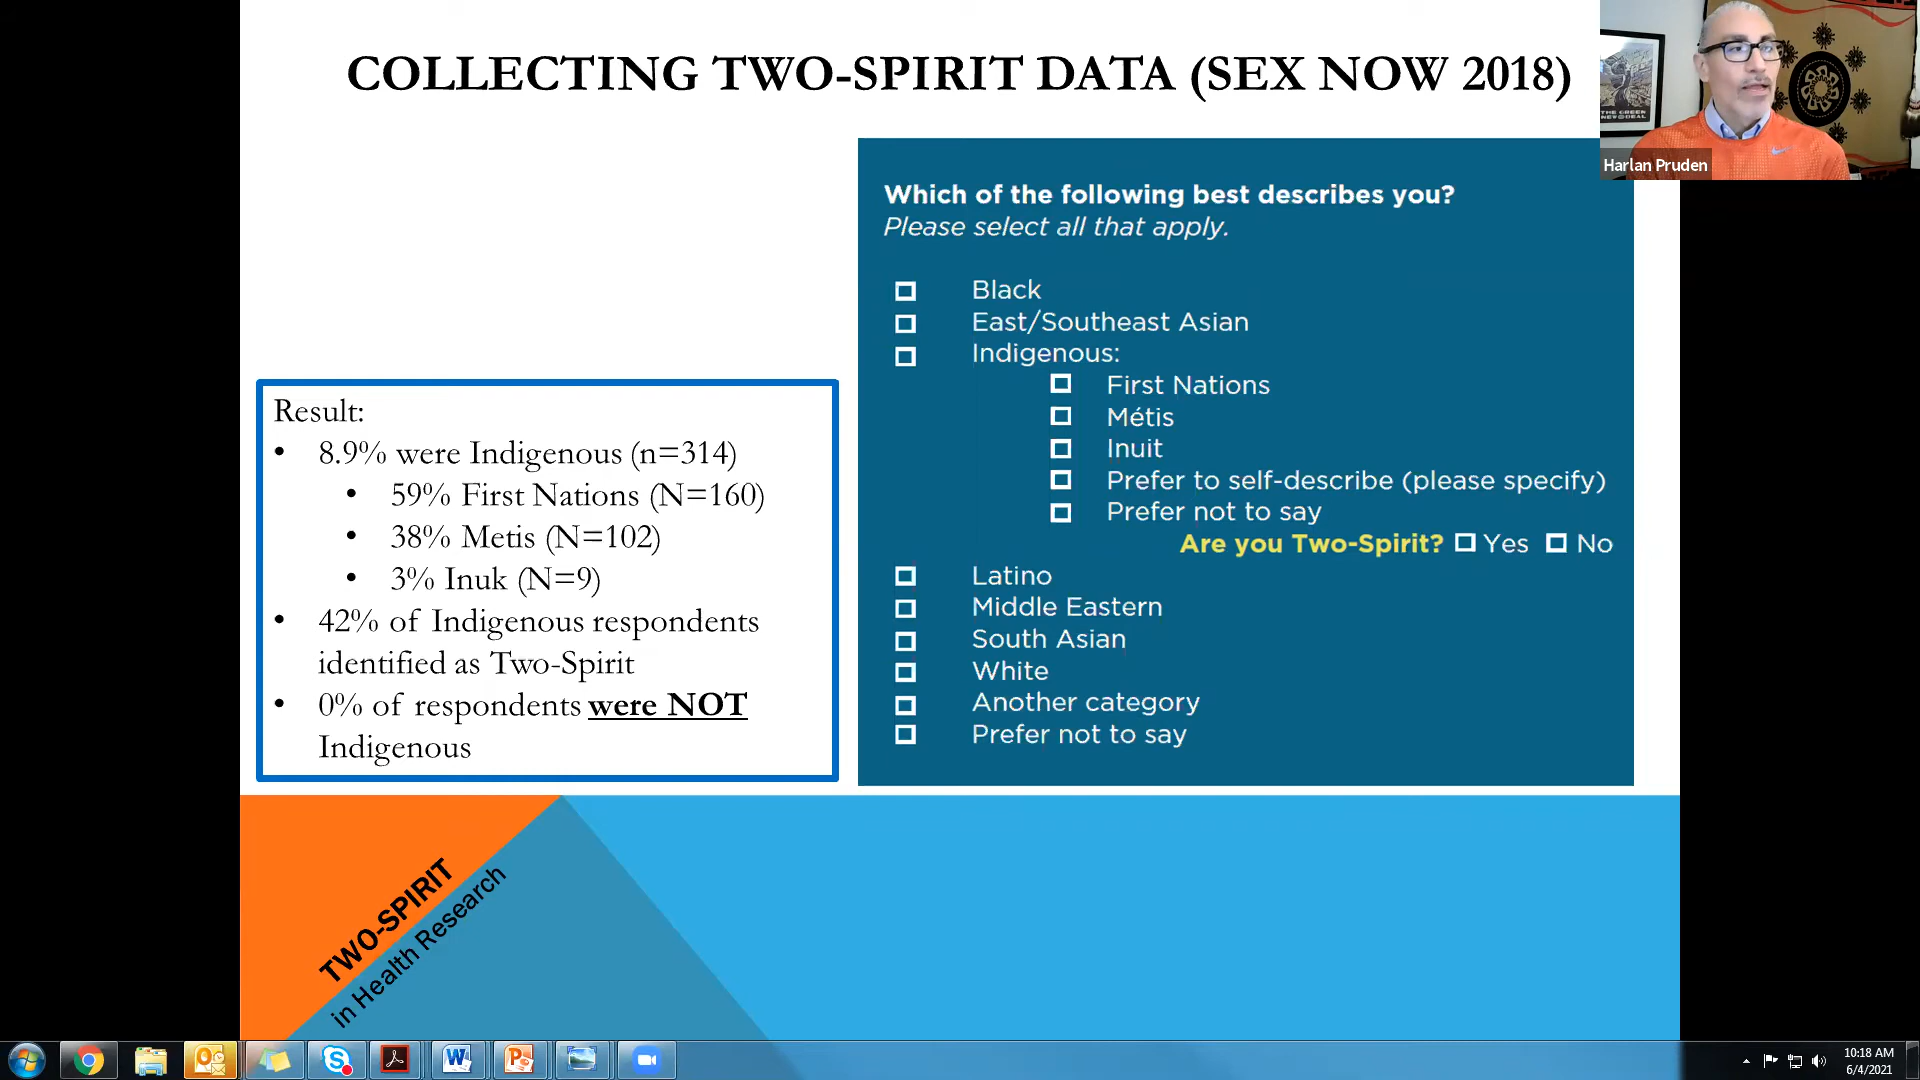 COLLECTING TWO-SPIRIT DATA (SEX NOW 2018)
THE GREEN
NEW DEAL
Harlan Pruden
Result:
• 8.9% were Indigenous (n=314)
• 59% First Nations (N=160)
• 38% Metis (N=102)
• 3% Inuk (N=9)
• 42% of Indigenous respondents
identified as Two-Spirit
• 0% of respondents were NOT
Indigenous
Which of the following best describes you?
Please select all that apply.
Black
East/Southeast Asian
Indigenous:
First Nations
Métis
Inuit
Prefer to self-describe (please specify)
Prefer not to say
Are you Two-Spirit? Yes No
Latino
Middle Eastern
South Asian
White
Another category
Prefer not to say
TWO-SPIRIT
in Health Research
10:18 AM
6/4/2021